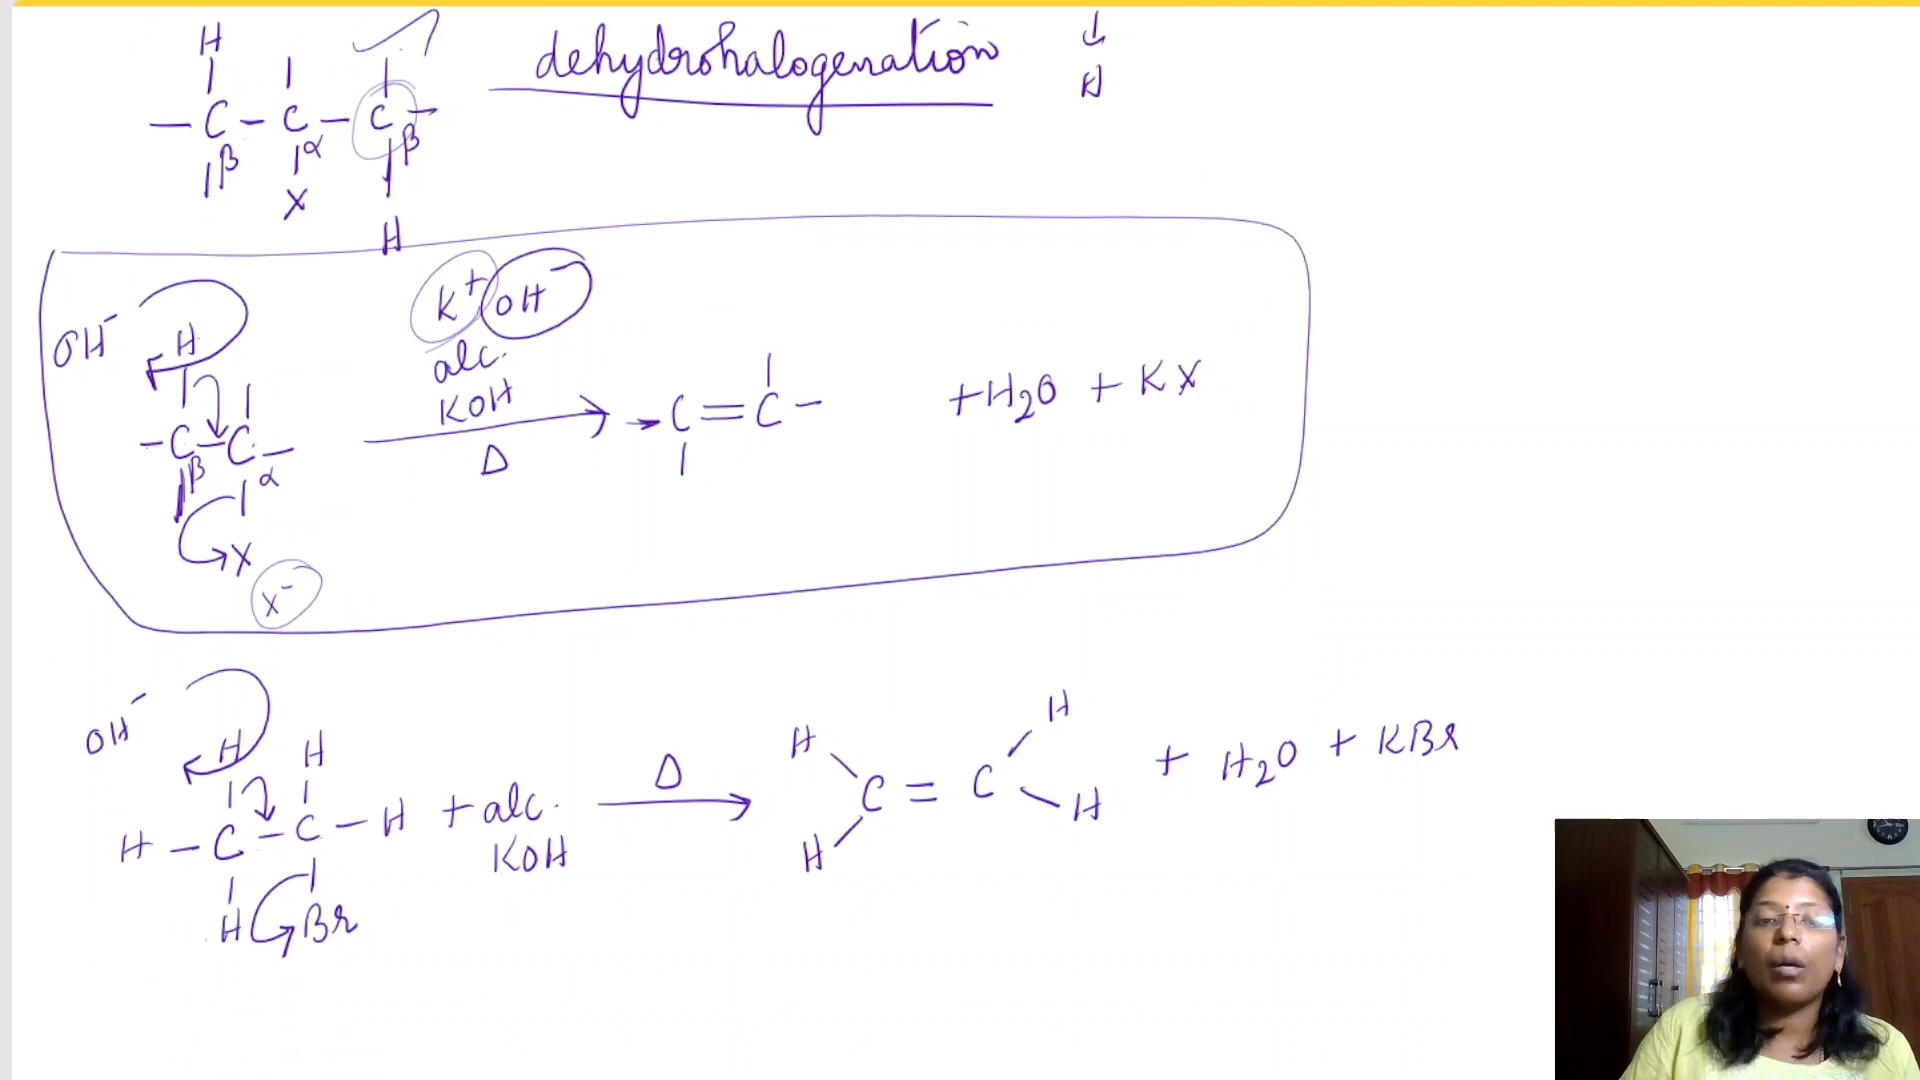 dehydrohalogenation
H
H
– C – C – C –
β α β
X
H
K⁺ OH⁻
OH⁻
H
alc.
KOH
– C – C –
β α
Δ
– C = C – + H₂O + KX
X
X⁻
OH⁻
H H
H – C – C – H + alc. KOH
H Br
Δ
H H
C = C + H₂O + KBr
H H